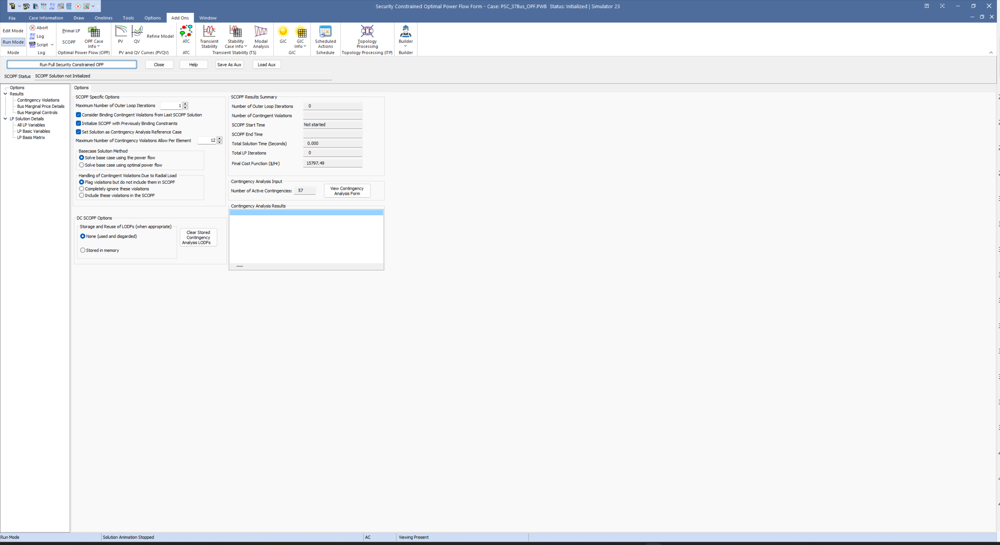 Security Constrained Optimal Power Flow Form - Case: PSC_37Bus_OPF.PWB Status: Initialized | Simulator 23
File Case Information Draw Onelines Tools Options Add Ons Window
Edit Mode
Run Mode
Mode
Abort
Log
Script
Log
Primal LP
SCOPF
OPF Case
Info
Optimal Power Flow (OPF)
PV
QV
Refine Model
PV and QV Curves (PVQV)
ATC
ATC
Transient
Stability
Stability
Case Info
Modal
Analysis
Transient Stability (TS)
GIC
GIC
Info
GIC
Scheduled
Actions
Schedule
Topology
Processing
Topology Processing (ITP)
Builder
Builder
Run Full Security Constrained OPF Close Help Save As Aux Load Aux
SCOPF Status SCOPF Solution not Initialized
Options
Results
Contingency Violations
Bus Marginal Price Details
Bus Marginal Controls
LP Solution Details
All LP Variables
LP Basic Variables
LP Basis Matrix
Options
SCOPF Specific Options
Maximum Number of Outer Loop Iterations 1
Consider Binding Contingent Violations from Last SCOPF Solution
Initialize SCOPF with Previously Binding Constraints
Set Solution as Contingency Analysis Reference Case
Maximum Number of Contingency Violations Allow Per Element 12
Basecase Solution Method
Solve base case using the power flow
Solve base case using optimal power flow
Handling of Contingent Violations Due to Radial Load
Flag violations but do not include them in SCOPF
Completely ignore these violations
Include these violations in the SCOPF
DC SCOPF Options
Storage and Reuse of LODFs (when appropriate)
None (used and disgarded)
Stored in memory
Clear Stored
Contingency
Analysis LODFs
SCOPF Results Summary
Number of Outer Loop Iterations 0
Number of Contingent Violations
SCOPF Start Time Not started
SCOPF End Time
Total Solution Time (Seconds) 0.000
Total LP Iterations 0
Final Cost Function ($/Hr) 15797.49
Contingency Analysis Input
Number of Active Contingencies: 57
View Contingency
Analysis Form
Contingency Analysis Results
Run Mode Solution Animation Stopped AC Viewing Present